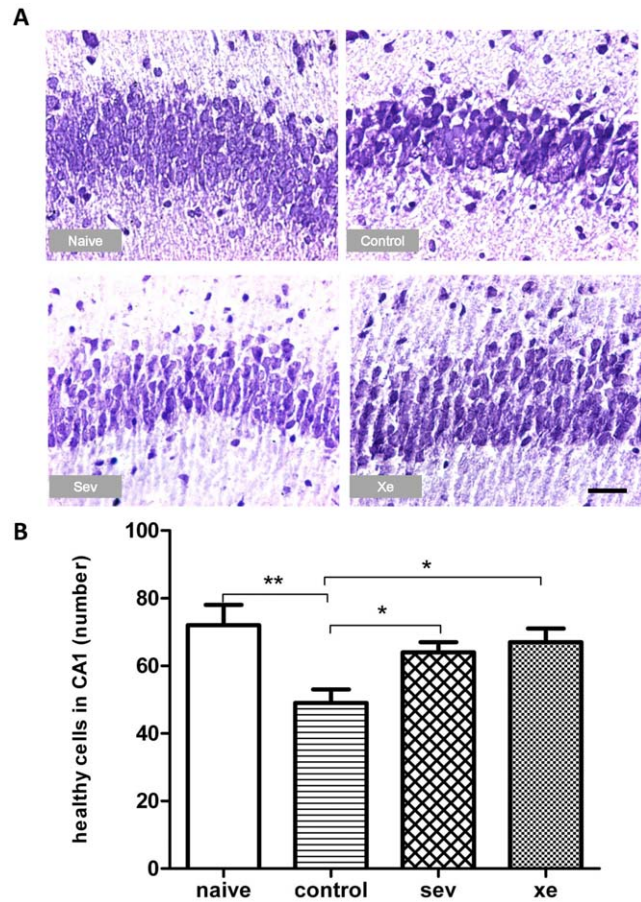 A
Naive
Control
Sev
Xe
B
healthy cells in CA1 (number)
100
80
60
40
20
0
**
*
*
naive
control
sev
xe